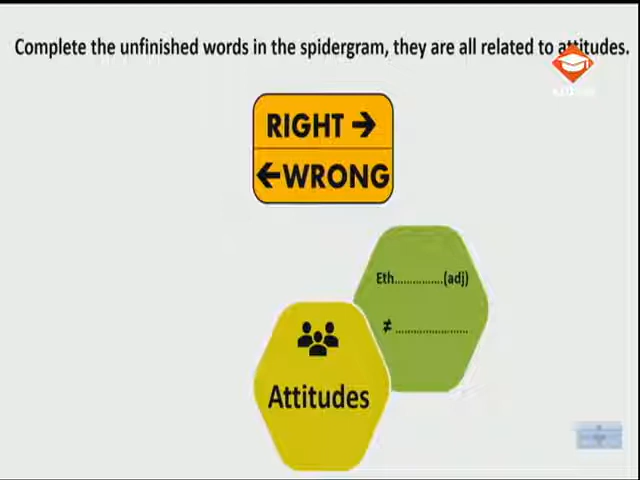 Complete the unfinished words in the spidergram, they are all related to attitudes.
RIGHT →
←WRONG
Eth...............(adj)
≠ ......................
Attitudes